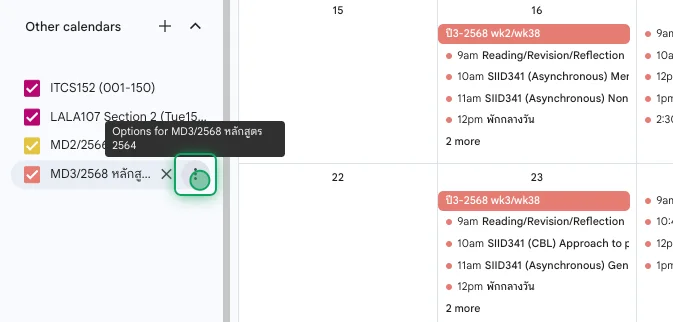 Other calendars
ITCS152 (001-150)
LALA107 Section 2 (Tue15...
MD2/2566
Options for MD3/2568 หลักสูตร
2564
MD3/2568 หลักสู...
15
16
ปี3-2568 wk2/wk38
9am Reading/Revision/Reflection
10am SIID341 (Asynchronous) Mer
11am SIID341 (Asynchronous) Non
12pm พักกลางวัน
2 more
9am
10a
12p
1pm
2:30
22
23
ปี3-2568 wk3/wk38
9am Reading/Revision/Reflection
10am SIID341 (CBL) Approach to p
11am SIID341 (Asynchronous) Gen
12pm พักกลางวัน
2 more
9am
10:4
12p
1pm